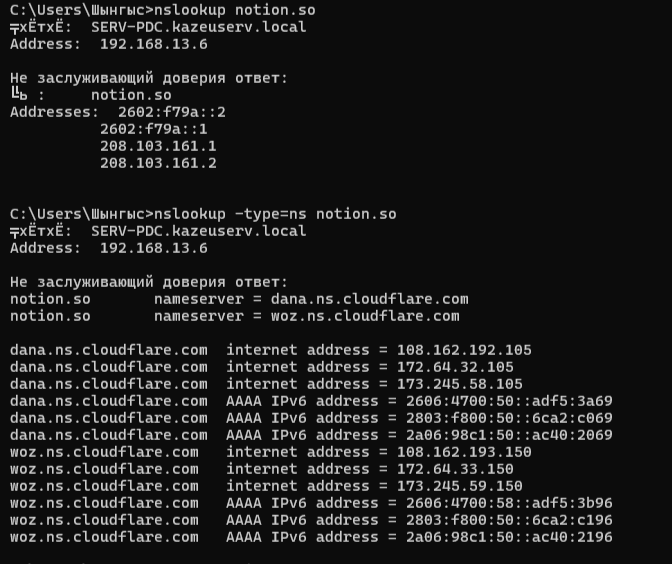 C:\Users\Шынгыс>nslookup notion.so
╤хЁтхЁ:  SERV-PDC.kazeuserv.local
Address:  192.168.13.6

Не заслуживающий доверия ответ:
╚ь :     notion.so
Addresses:  2602:f79a::2
          2602:f79a::1
          208.103.161.1
          208.103.161.2

C:\Users\Шынгыс>nslookup -type=ns notion.so
╤хЁтхЁ:  SERV-PDC.kazeuserv.local
Address:  192.168.13.6

Не заслуживающий доверия ответ:
notion.so       nameserver = dana.ns.cloudflare.com
notion.so       nameserver = woz.ns.cloudflare.com

dana.ns.cloudflare.com  internet address = 108.162.192.105
dana.ns.cloudflare.com  internet address = 172.64.32.105
dana.ns.cloudflare.com  internet address = 173.245.58.105
dana.ns.cloudflare.com  AAAA IPv6 address = 2606:4700:50::adf5:3a69
dana.ns.cloudflare.com  AAAA IPv6 address = 2803:f800:50::6ca2:c069
dana.ns.cloudflare.com  AAAA IPv6 address = 2a06:98c1:50::ac40:2069
woz.ns.cloudflare.com   internet address = 108.162.193.150
woz.ns.cloudflare.com   internet address = 172.64.33.150
woz.ns.cloudflare.com   internet address = 173.245.59.150
woz.ns.cloudflare.com   AAAA IPv6 address = 2606:4700:58::adf5:3b96
woz.ns.cloudflare.com   AAAA IPv6 address = 2803:f800:50::6ca2:c196
woz.ns.cloudflare.com   AAAA IPv6 address = 2a06:98c1:50::ac40:2196